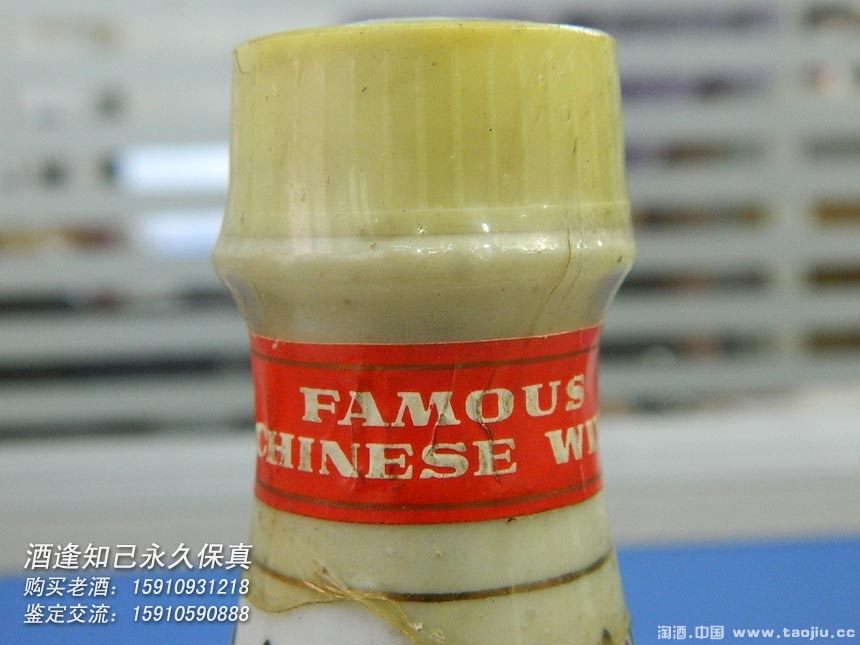 FAMOUS
CHINESE
酒逢知己永久保真
购买老酒：15910931218
鉴定交流：15910590888
淘酒.中国 www.taojiu.cc